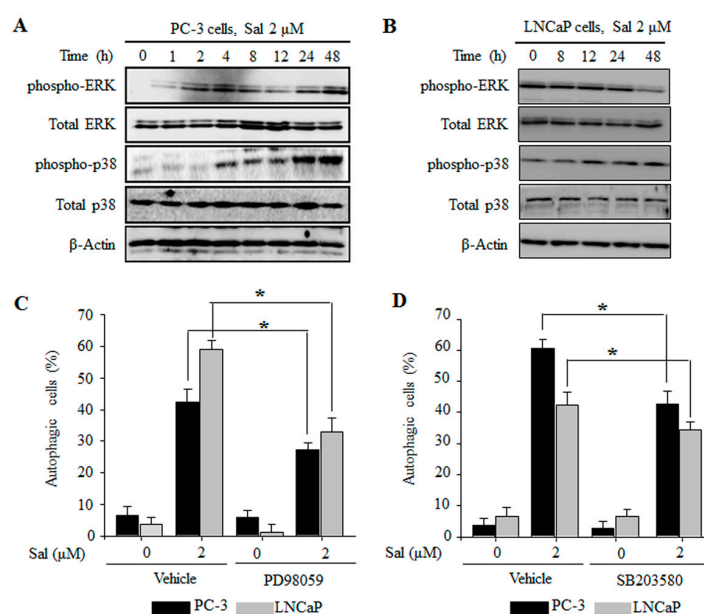 A
PC-3 cells, Sal 2 µM
Time (h) 0 1 2 4 8 12 24 48
phospho-ERK
Total ERK
phospho-p38
Total p38
β-Actin
B
LNCaP cells, Sal 2 µM
Time (h) 0 8 12 24 48
phospho-ERK
Total ERK
phospho-p38
Total p38
β-Actin
C
Autophagic cells (%)
70
60
50
40
30
20
10
0
*
*
Sal (µM) 0 2 0 2
Vehicle PD98059
PC-3 LNCaP
D
Autophagic cells (%)
70
60
50
40
30
20
10
0
*
*
Sal (µM) 0 2 0 2
Vehicle SB203580
PC-3 LNCaP